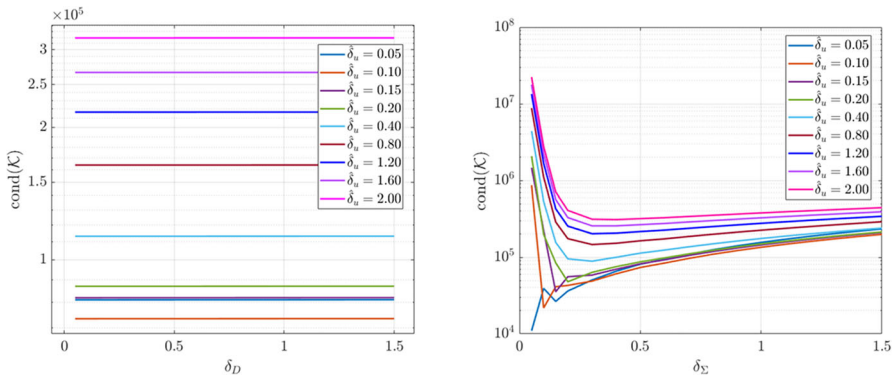 ×10⁵
3
2.5
2
1.5
1
cond(𝒦)
0
0.5
1
1.5
δ_D
δ̂_u = 0.05
δ̂_u = 0.10
δ̂_u = 0.15
δ̂_u = 0.20
δ̂_u = 0.40
δ̂_u = 0.80
δ̂_u = 1.20
δ̂_u = 1.60
δ̂_u = 2.00
10⁸
10⁷
10⁶
10⁵
10⁴
cond(𝒦)
0
0.5
1
1.5
δ_Σ
δ̂_u = 0.05
δ̂_u = 0.10
δ̂_u = 0.15
δ̂_u = 0.20
δ̂_u = 0.40
δ̂_u = 0.80
δ̂_u = 1.20
δ̂_u = 1.60
δ̂_u = 2.00